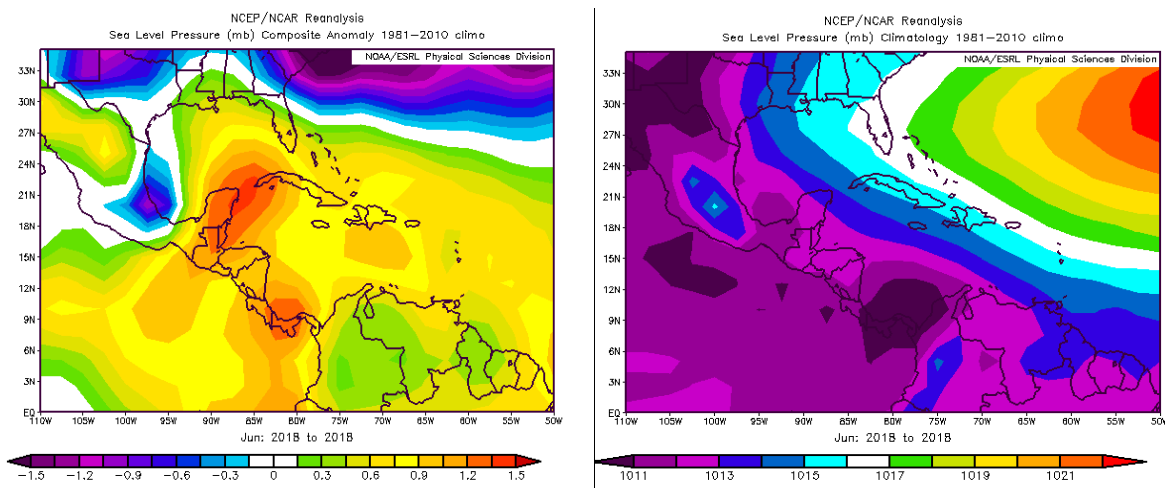 NCEP/NCAR Reanalysis
Sea Level Pressure (mb) Composite Anomaly 1981-2010 climo
NOAA/ESRL Physical Sciences Division
33N
30N
27N
24N
21N
18N
15N
12N
9N
6N
3N
EQ
110W 105W 100W 95W 90W 85W 80W 75W 70W 65W 60W 55W 50W
Jun: 2018 to 2018
-1.5 -1.2 -0.9 -0.6 -0.3 0 0.3 0.6 0.9 1.2 1.5
NCEP/NCAR Reanalysis
Sea Level Pressure (mb) Climatology 1981-2010 climo
NOAA/ESRL Physical Sciences Division
33N
30N
27N
24N
21N
18N
15N
12N
9N
6N
3N
EQ
110W 105W 100W 95W 90W 85W 80W 75W 70W 65W 60W 55W 50W
Jun: 2018 to 2018
1011 1013 1015 1017 1019 1021